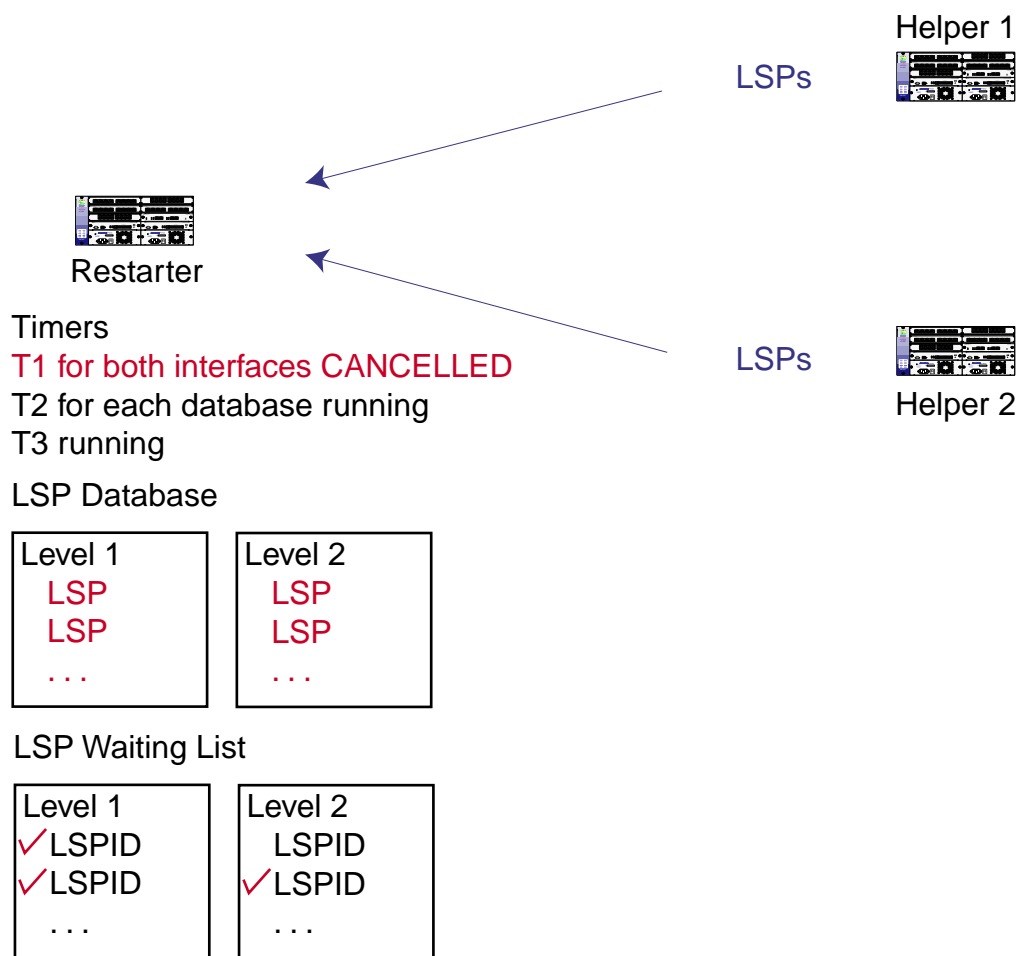 Helper 1
LSPs
Restarter
Timers
T1 for both interfaces CANCELLED
T2 for each database running
T3 running
LSPs
Helper 2
LSP Database
Level 1
LSP
LSP
. . .
Level 2
LSP
LSP
. . .
LSP Waiting List
Level 1
LSPID
LSPID
. . .
Level 2
LSPID
LSPID
. . .